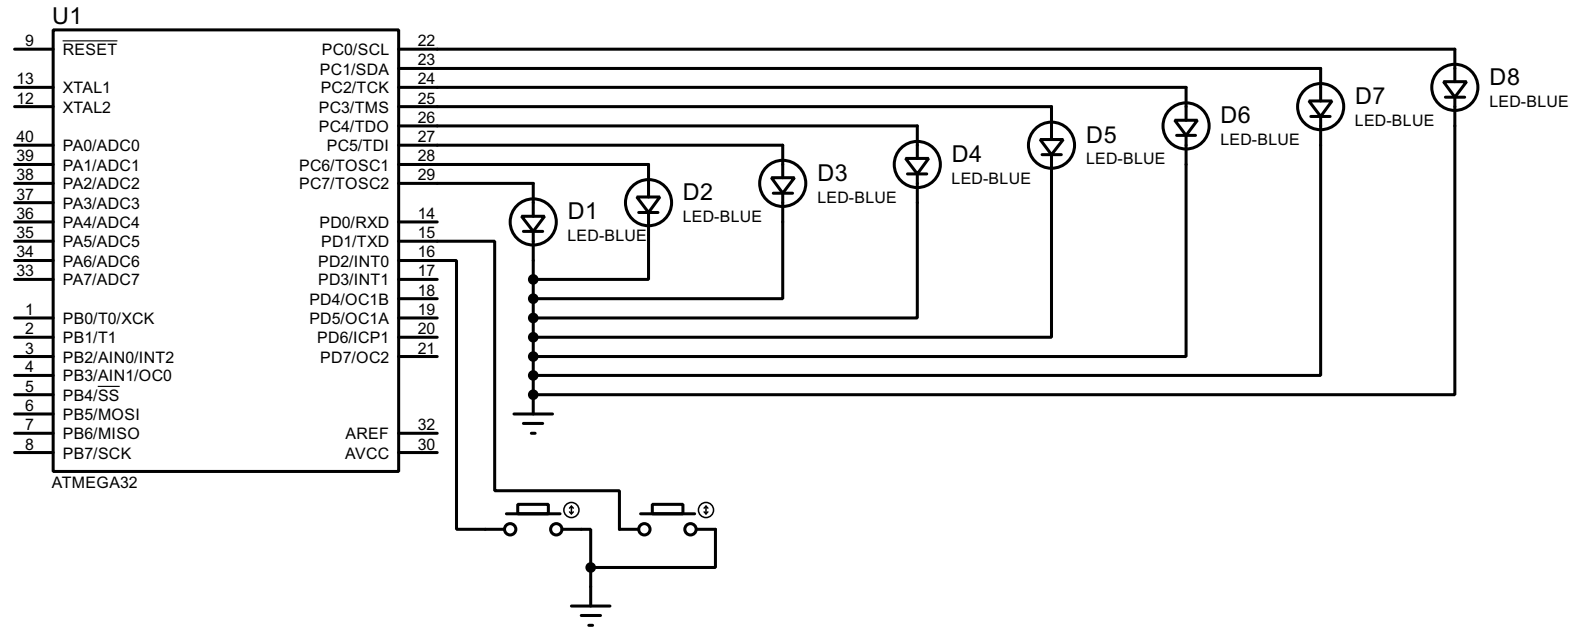 U1
9
RESET
13
XTAL1
12
XTAL2
40
PA0/ADC0
39
PA1/ADC1
38
PA2/ADC2
37
PA3/ADC3
36
PA4/ADC4
35
PA5/ADC5
34
PA6/ADC6
33
PA7/ADC7
1
PB0/T0/XCK
2
PB1/T1
3
PB2/AIN0/INT2
4
PB3/AIN1/OC0
5
PB4/SS
6
PB5/MOSI
7
PB6/MISO
8
PB7/SCK
PC0/SCL
22
PC1/SDA
23
PC2/TCK
24
PC3/TMS
25
PC4/TDO
26
PC5/TDI
27
PC6/TOSC1
28
PC7/TOSC2
29
PD0/RXD
14
PD1/TXD
15
PD2/INT0
16
PD3/INT1
17
PD4/OC1B
18
PD5/OC1A
19
PD6/ICP1
20
PD7/OC2
21
AREF
32
AVCC
30
ATMEGA32
D1
LED-BLUE
D2
LED-BLUE
D3
LED-BLUE
D4
LED-BLUE
D5
LED-BLUE
D6
LED-BLUE
D7
LED-BLUE
D8
LED-BLUE